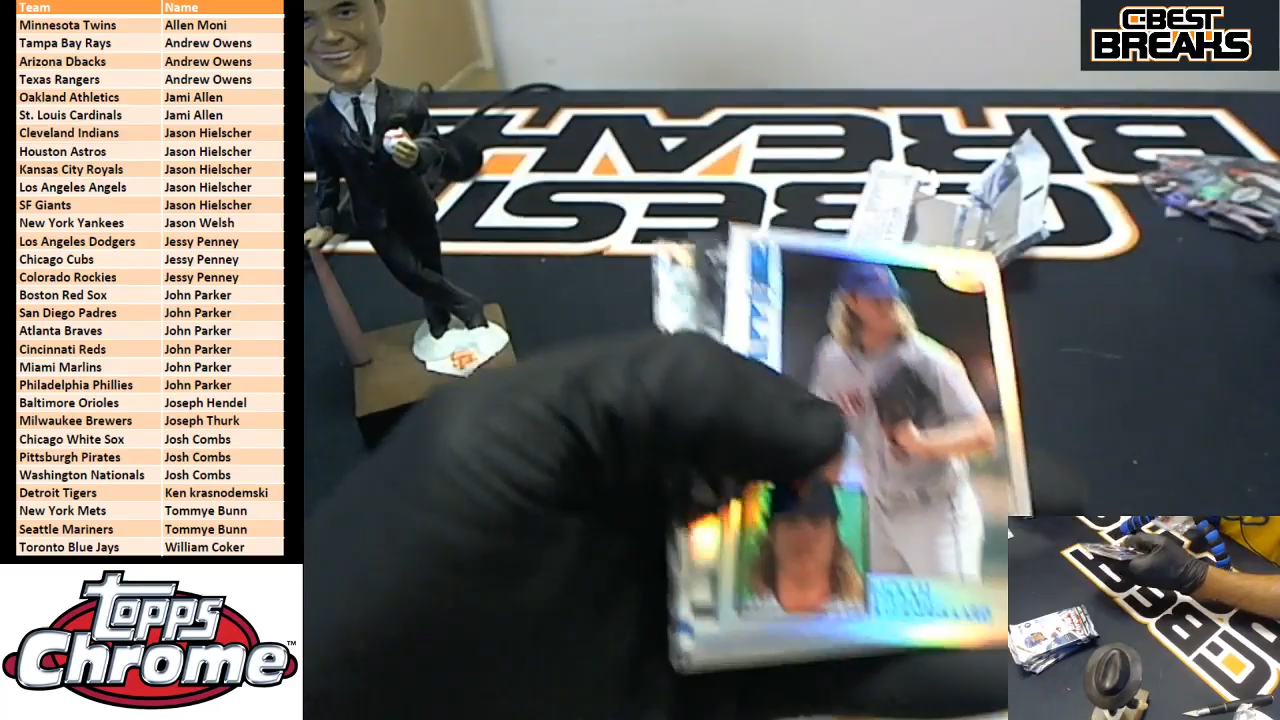 Team Name
Minnesota Twins Allen Moni
Tampa Bay Rays Andrew Owens
Arizona Dbacks Andrew Owens
Texas Rangers Andrew Owens
Oakland Athletics Jami Allen
St. Louis Cardinals Jami Allen
Cleveland Indians Jason Hielscher
Houston Astros Jason Hielscher
Kansas City Royals Jason Hielscher
Los Angeles Angels Jason Hielscher
SF Giants Jason Hielscher
New York Yankees Jason Welsh
Los Angeles Dodgers Jessy Penney
Chicago Cubs Jessy Penney
Colorado Rockies Jessy Penney
Boston Red Sox John Parker
San Diego Padres John Parker
Atlanta Braves John Parker
Cincinnati Reds John Parker
Miami Marlins John Parker
Philadelphia Phillies John Parker
Baltimore Orioles Joseph Hendel
Milwaukee Brewers Joseph Thurk
Chicago White Sox Josh Combs
Pittsburgh Pirates Josh Combs
Washington Nationals Josh Combs
Detroit Tigers Ken krasnodemski
New York Mets Tommye Bunn
Seattle Mariners Tommye Bunn
Toronto Blue Jays William Coker
Topps
Chrome™
C-BEST
BREAKS